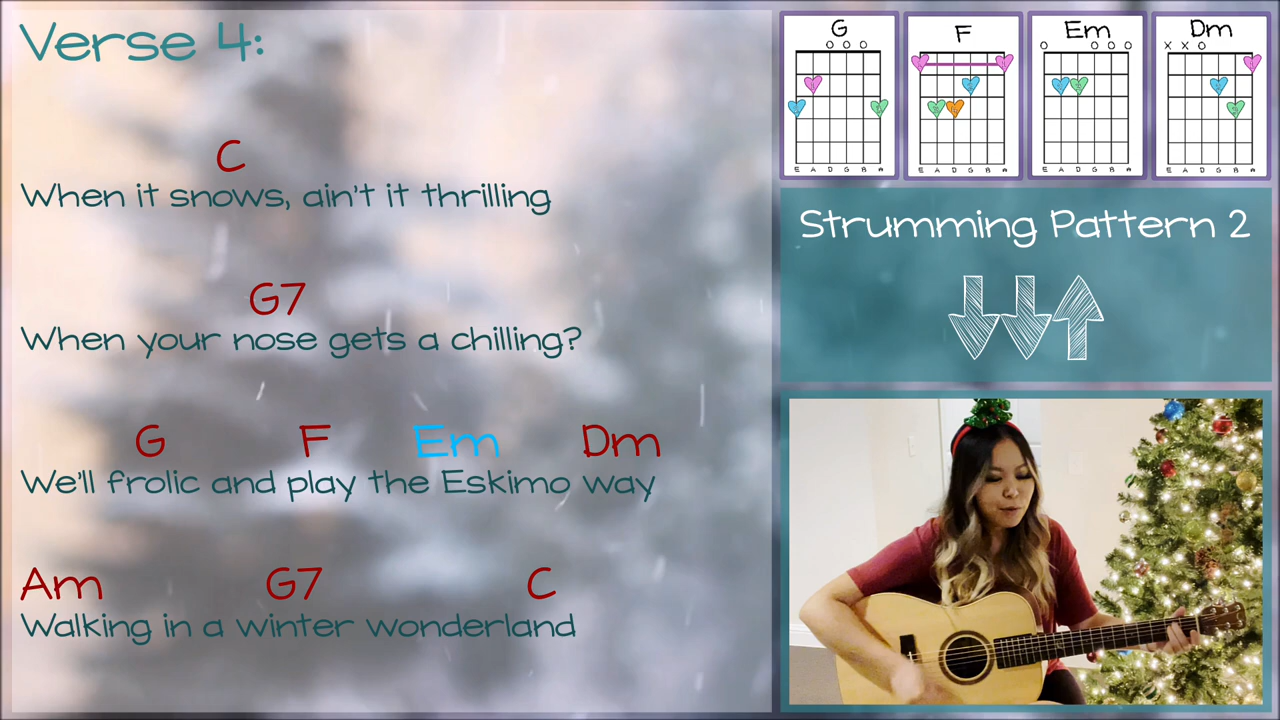 Verse 4:
C
When it snows, ain't it thrilling
G7
When your nose gets a chilling?
G F Em Dm
We'll frolic and play the Eskimo way
Am G7 C
Walking in a winter wonderland
G F Em Dm
o o o
o o o o
x x o
E A D G B
E A D G B
E A D G B
E A D G B
Strumming Pattern 2